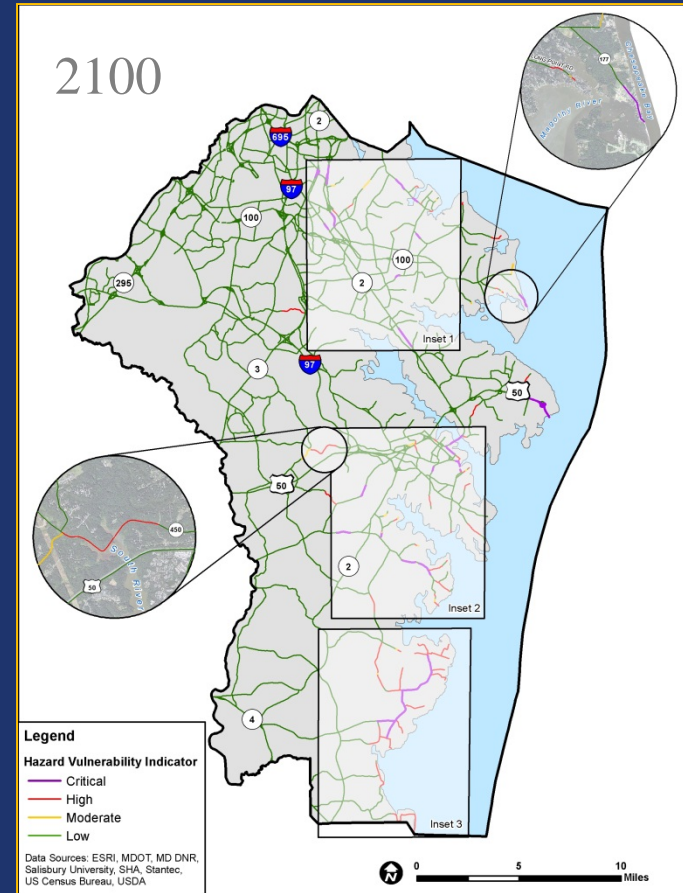 2100
177
Chesapeake Bay
Magothy River
2
695
97
100
100
2
295
Inset 1
97
3
50
50
450
South River
50
2
Inset 2
4
Inset 3
Legend
Hazard Vulnerability Indicator
Critical
High
Moderate
Low
Data Sources: ESRI, MDOT, MD DNR,
Salisbury University, SHA, Stantec,
US Census Bureau, USDA
N
0 5 10
Miles